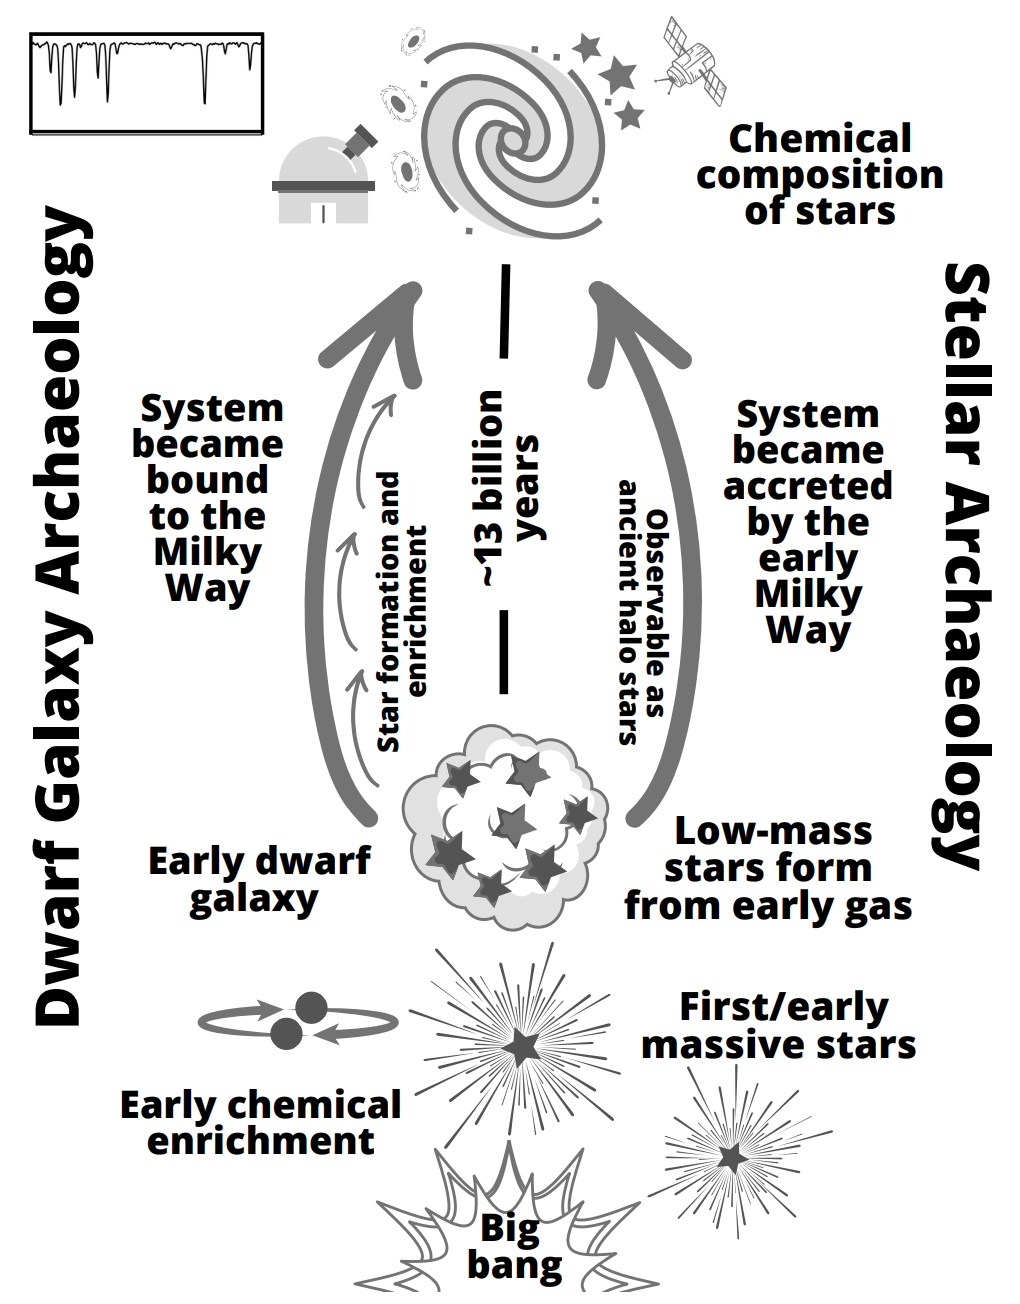 Chemical
composition
of stars
Dwarf Galaxy Archaeology
Stellar Archaeology
System
became
bound
to the
Milky
Way
Star formation and
enrichment
~13 billion
years
Observable as
ancient halo stars
System
became
accreted
by the
early
Milky
Way
Early dwarf
galaxy
Low-mass
stars form
from early gas
First/early
massive stars
Early chemical
enrichment
Big
bang